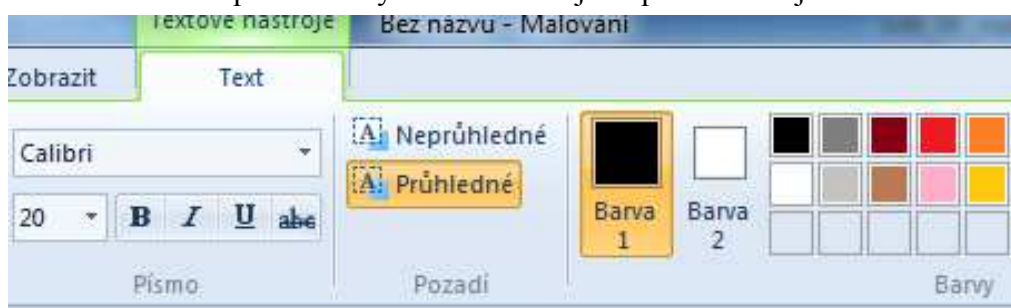 Textové nástroje Bez názvu - Malování
Zobrazit Text
Calibri
Neprůhledné
Průhledné
20 B I U abc
Barva 1
Barva 2
Písmo Pozadí Barvy